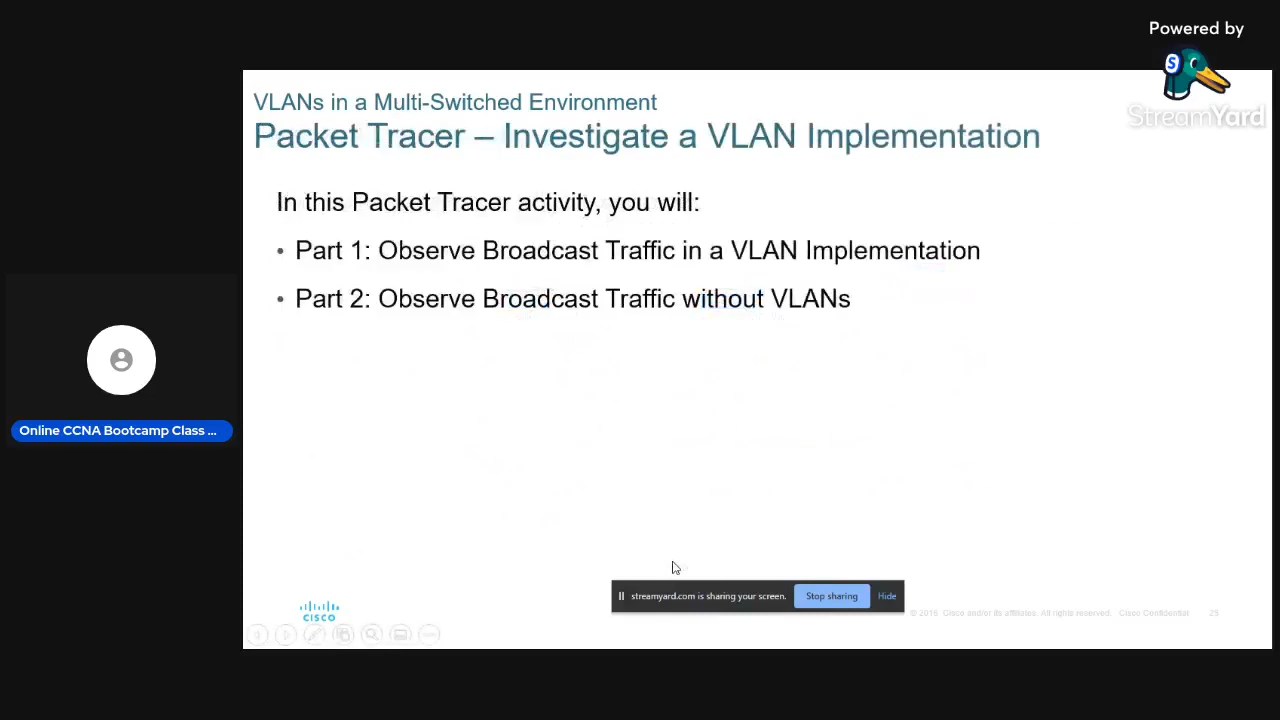 Powered by
S
StreamYard
VLANs in a Multi-Switched Environment
Packet Tracer – Investigate a VLAN Implementation
In this Packet Tracer activity, you will:
• Part 1: Observe Broadcast Traffic in a VLAN Implementation
• Part 2: Observe Broadcast Traffic without VLANs
Online CCNA Bootcamp Class ...
streamyard.com is sharing your screen.
Stop sharing
Hide
CISCO
© 2016 Cisco and/or its affiliates. All rights reserved. Cisco Confidential